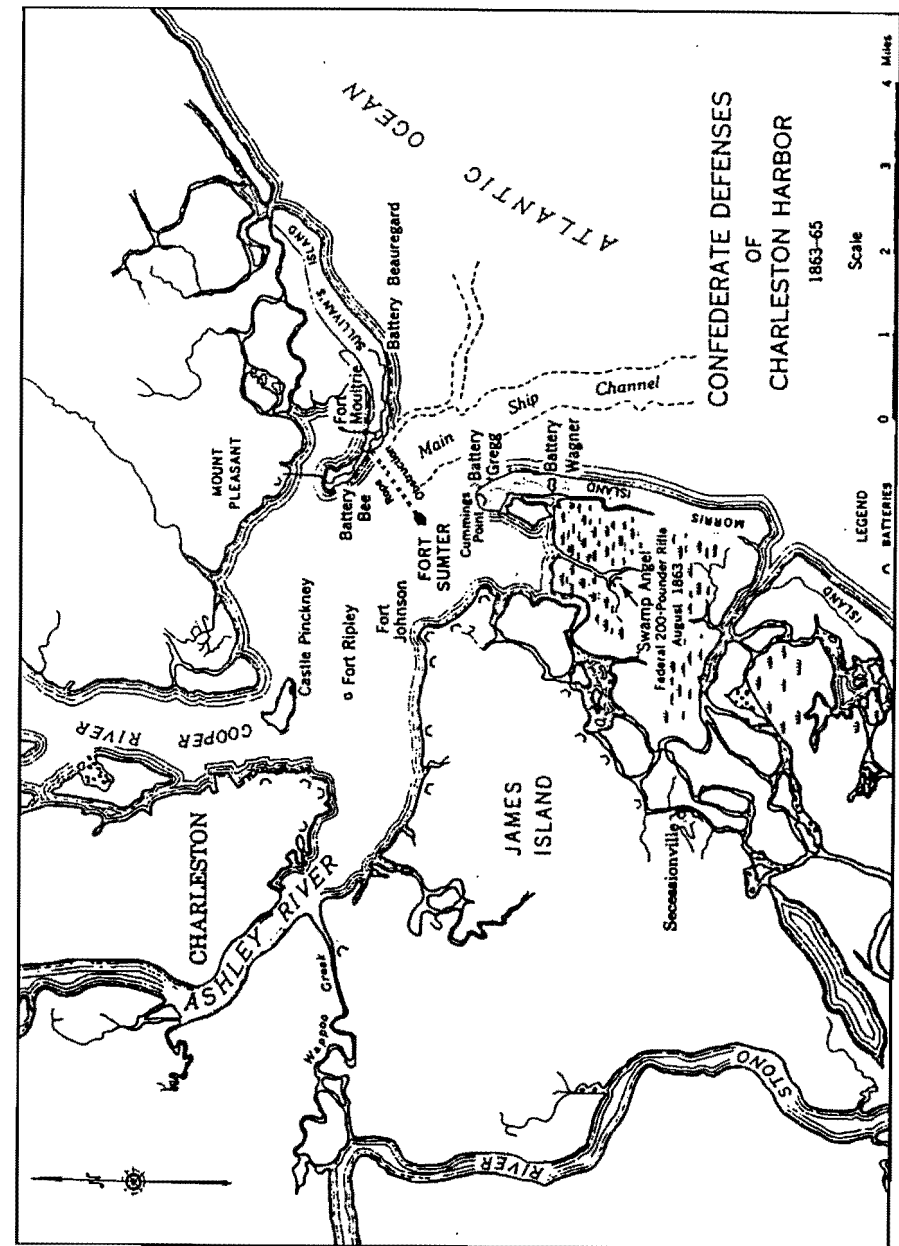 ATLANTIC OCEAN
CONFEDERATE DEFENSES
OF
CHARLESTON HARBOR
1863-65
Scale
0 1 2 3 4 Miles
LEGEND
BATTERIES
N
CHARLESTON
COOPER
RIVER
ASHLEY RIVER
Wappoo Creek
STONO
RIVER
MOUNT
PLEASANT
SULLIVAN'S
ISLAND
Fort
Moultrie
Battery Beauregard
Battery
Bee
Rope
Obstruction
Main Ship Channel
Castle Pinckney
Fort Ripley
Fort
Johnson
FORT
SUMTER
Cummings
Point
Battery
Gregg
Battery
Wagner
MORRIS
ISLAND
"Swamp Angel"
Federal 200-Pounder Rifle
August 1863
JAMES
ISLAND
Secessionville
ISLAND